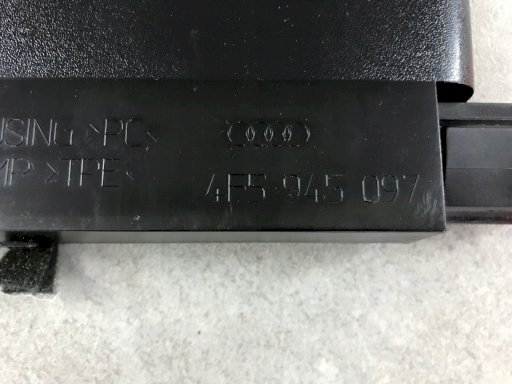 USING >PC<
MP >TPE<
4F5 945 097